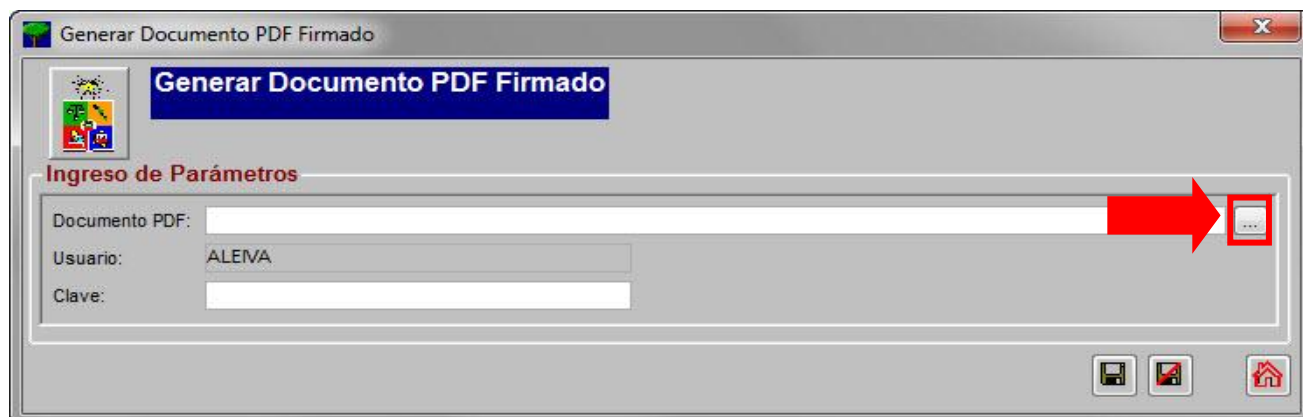 Generar Documento PDF Firmado
Generar Documento PDF Firmado
Ingreso de Parámetros
Documento PDF: ...
Usuario: ALEIVA
Clave: